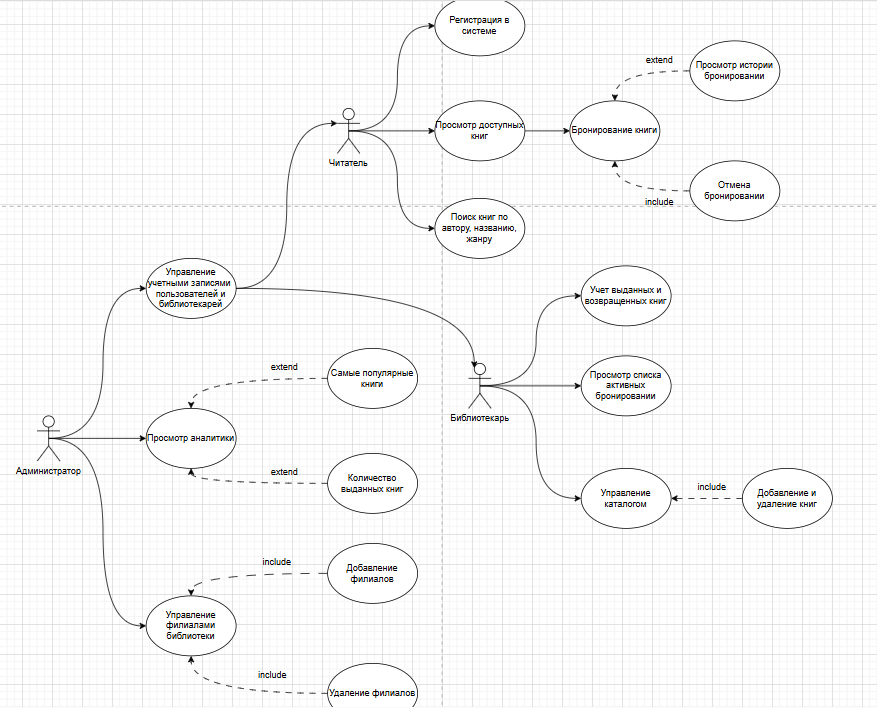 Регистрация в
системе
extend
Просмотр истории
бронировании
Читатель
Просмотр доступных
книг
Бронирование книги
Отмена
бронировании
include
Поиск книг по
автору, названию,
жанру
Управление
учетными записями
пользователей и
библиотекарей
Учет выданных и
возвращенных книг
extend
Самые популярные
книги
Библиотекарь
Просмотр списка
активных
бронировании
Администратор
Просмотр аналитики
extend
Количество
выданных книг
Управление
каталогом
include
Добавление и
удаление книг
include
Добавление
филиалов
Управление
филиалами
библиотеки
include
Удаление филиалов